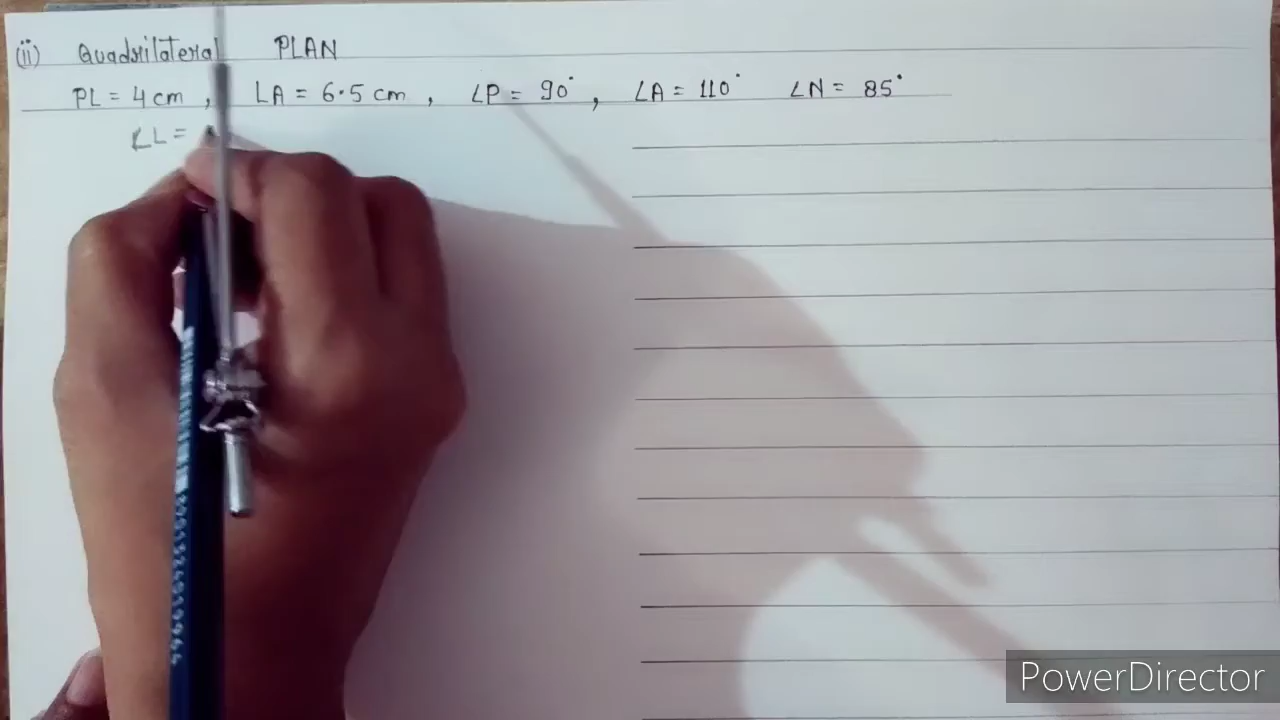 (ii) Quadrilateral PLAN
PL = 4 cm , LA = 6.5 cm , ∠P = 90° , ∠A = 110° ∠N = 85°
∠L =
PowerDirector